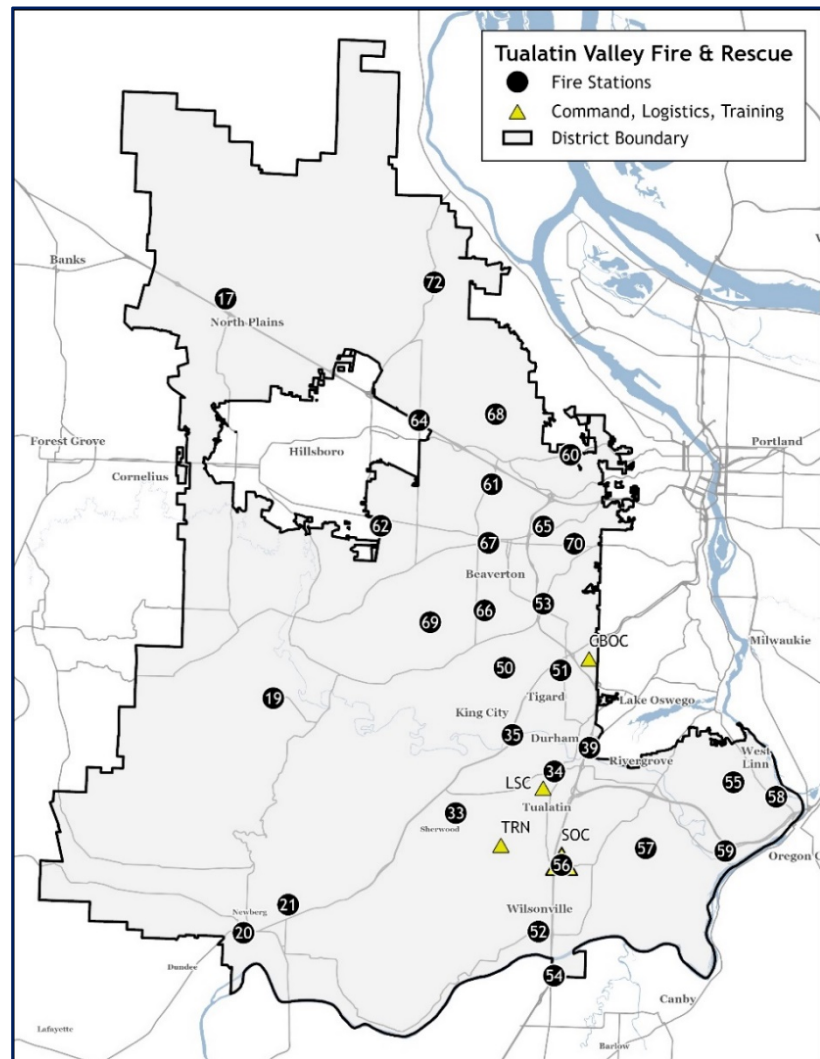 Tualatin Valley Fire & Rescue
Fire Stations
Command, Logistics, Training
District Boundary
Banks
72
17
North-Plains
64
68
Forest Grove
Hillsboro
60
Portland
Cornelius
61
62
65
67
70
Beaverton
53
66
69
CBOC
Milwaukie
50
51
Tigard
19
Lake Oswego
King City
35
Durham
39
West
Linn
Rivergrove
34
55
LSC
58
Tualatin
33
Sherwood
TRN
SOC
57
59
Oregon C
56
21
Wilsonville
Newberg
20
52
Dundee
54
Canby
Lafayette
Barlow